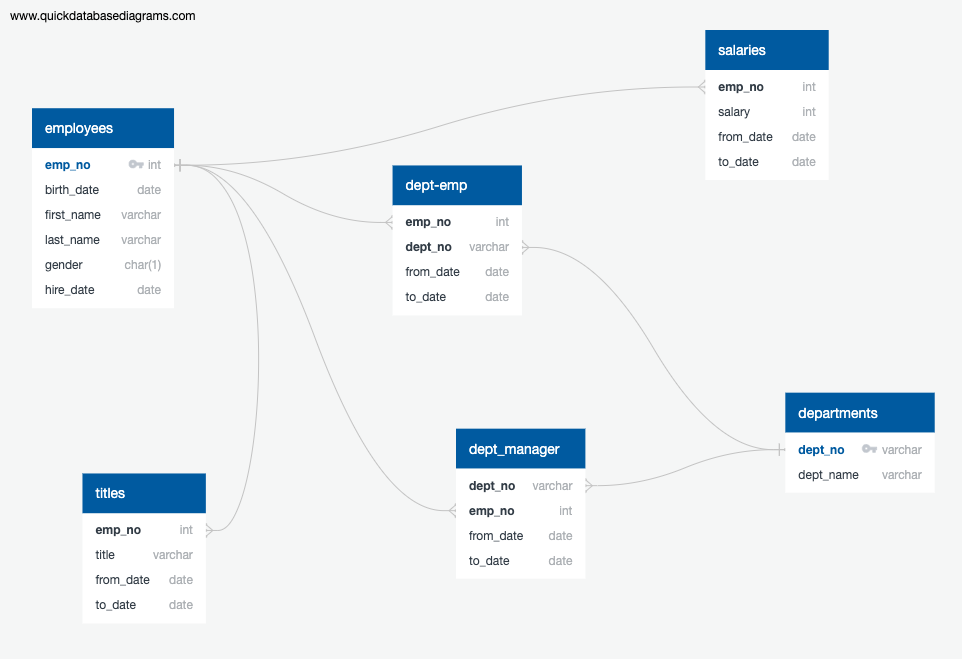 www.quickdatabasediagrams.com
salaries
emp_no int
salary int
from_date date
to_date date
employees
emp_no int
birth_date date
first_name varchar
last_name varchar
gender char(1)
hire_date date
dept-emp
emp_no int
dept_no varchar
from_date date
to_date date
departments
dept_no varchar
dept_name varchar
dept_manager
dept_no varchar
emp_no int
from_date date
to_date date
titles
emp_no int
title varchar
from_date date
to_date date